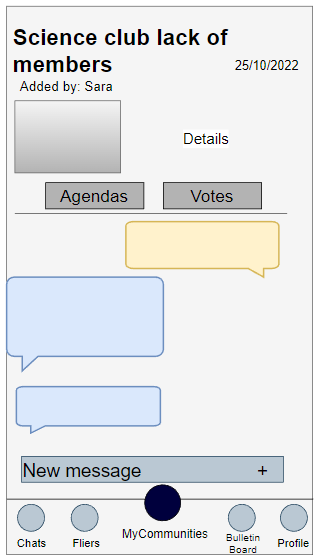 Science club lack of
members
25/10/2022
Added by: Sara
Details
Agendas
Votes
New message +
Chats
Fliers
MyCommunities
Bulletin
Board
Profile